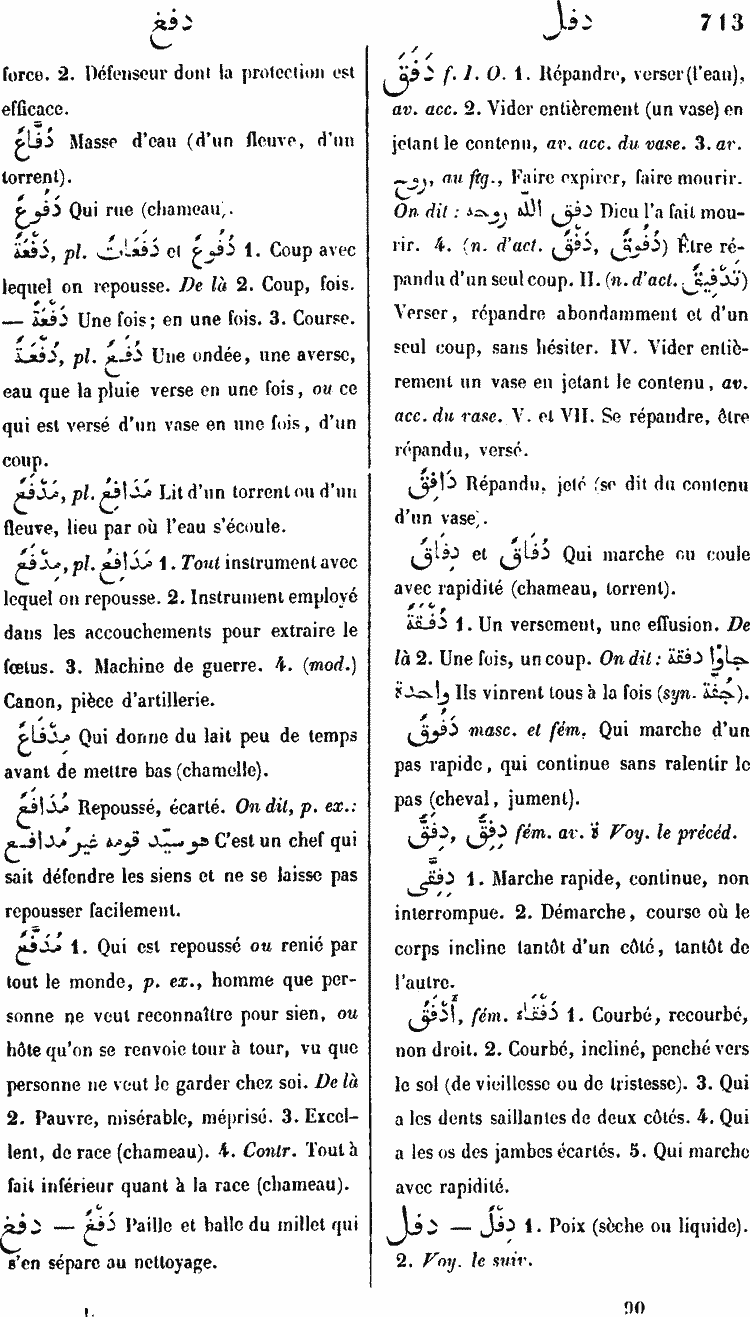 دفغ
دفل
713
force. 2. Défenseur dont la protection est
efficace.
دُفَّاعٌ Masse d'eau (d'un fleuve, d'un
torrent).
دَفُوعٌ Qui rue (chameau).
دَفْعَةٌ, pl. دَفَعَاتٌ et دُفُوعٌ 1. Coup avec
lequel on repousse. De là 2. Coup, fois.
— دَفْعَةً Une fois; en une fois. 3. Course.
دُفْعَةٌ, pl. دُفَعٌ Une ondée, une averse,
eau que la pluie verse en une fois, ou ce
qui est versé d'un vase en une fois, d'un
coup.
مَدْفَعٌ, pl. مَدَافِعُ Lit d'un torrent ou d'un
fleuve, lieu par où l'eau s'écoule.
مِدْفَعٌ, pl. مَدَافِعُ 1. Tout instrument avec
lequel on repousse. 2. Instrument employé
dans les accouchements pour extraire le
fœtus. 3. Machine de guerre. 4. (mod.)
Canon, pièce d'artillerie.
مِدْفَاعٌ Qui donne du lait peu de temps
avant de mettre bas (chamelle).
مُدَافَعٌ Repoussé, écarté. On dit, p. ex.:
هو سيّد قومه غير مُدافـع C'est un chef qui
sait défendre les siens et ne se laisse pas
repousser facilement.
مُدَفَّعٌ 1. Qui est repoussé ou renié par
tout le monde, p. ex., homme que per-
sonne ne veut reconnaître pour sien, ou
hôte qu'on se renvoie tour à tour, vu que
personne ne veut le garder chez soi. De là
2. Pauvre, misérable, méprisé. 3. Excel-
lent, de race (chameau). 4. Contr. Tout à
fait inférieur quant à la race (chameau).
دفغ — دَفْغٌ Paille et balle du millet qui
s'en sépare au nettoyage.
I.
دَفَقَ f. I. O. 1. Répandre, verser (l'eau),
av. acc. 2. Vider entièrement (un vase) en
jetant le contenu, av. acc. du vase. 3. av.
روح, au fig., Faire expirer, faire mourir.
On dit : دفق اللّه روحه Dieu l'a fait mou-
rir. 4. (n. d'act. دَفْقٌ, دُفُوقٌ) Être ré-
pandu d'un seul coup. II. (n. d'act. تَدْفِيقٌ)
Verser, répandre abondamment et d'un
seul coup, sans hésiter. IV. Vider entiè-
rement un vase en jetant le contenu, av.
acc. du vase. V. et VII. Se répandre, être
répandu, versé.
دَافِقٌ Répandu, jeté (se dit du contenu
d'un vase).
دِفَاقٌ et دُفَاقٌ Qui marche ou coule
avec rapidité (chameau, torrent).
دُفْقَةٌ 1. Un versement, une effusion. De
là 2. Une fois, un coup. On dit : جاوُا دفقة
واحدة Ils vinrent tous à la fois (syn. جُفَّةً).
دَفُوقٌ masc. et fém. Qui marche d'un
pas rapide, qui continue sans ralentir le
pas (cheval, jument).
دِفَقٌّ, دِفِقٌّ fém. av. ة Voy. le précéd.
دِفِقَّى 1. Marche rapide, continue, non
interrompue. 2. Démarche, course où le
corps incline tantôt d'un côté, tantôt de
l'autre.
أَدْفَقُ, fém. دَفْقَاءُ 1. Courbé, recourbé,
non droit. 2. Courbé, incliné, penché vers
le sol (de vieillesse ou de tristesse). 3. Qui
a les dents saillantes de deux côtés. 4. Qui
a les os des jambes écartés. 5. Qui marche
avec rapidité.
دفل — دِفْلٌ 1. Poix (sèche ou liquide).
2. Voy. le suiv.
90